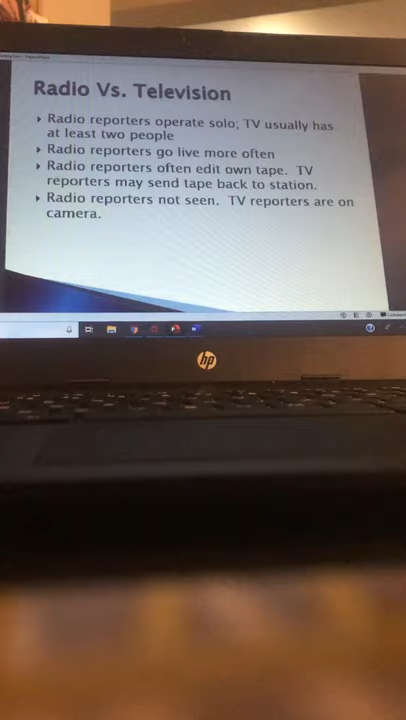 Radio Vs. Television
Radio reporters operate solo; TV usually has
at least two people
Radio reporters go live more often
Radio reporters often edit own tape. TV
reporters may send tape back to station.
Radio reporters not seen. TV reporters are on
camera.
hp